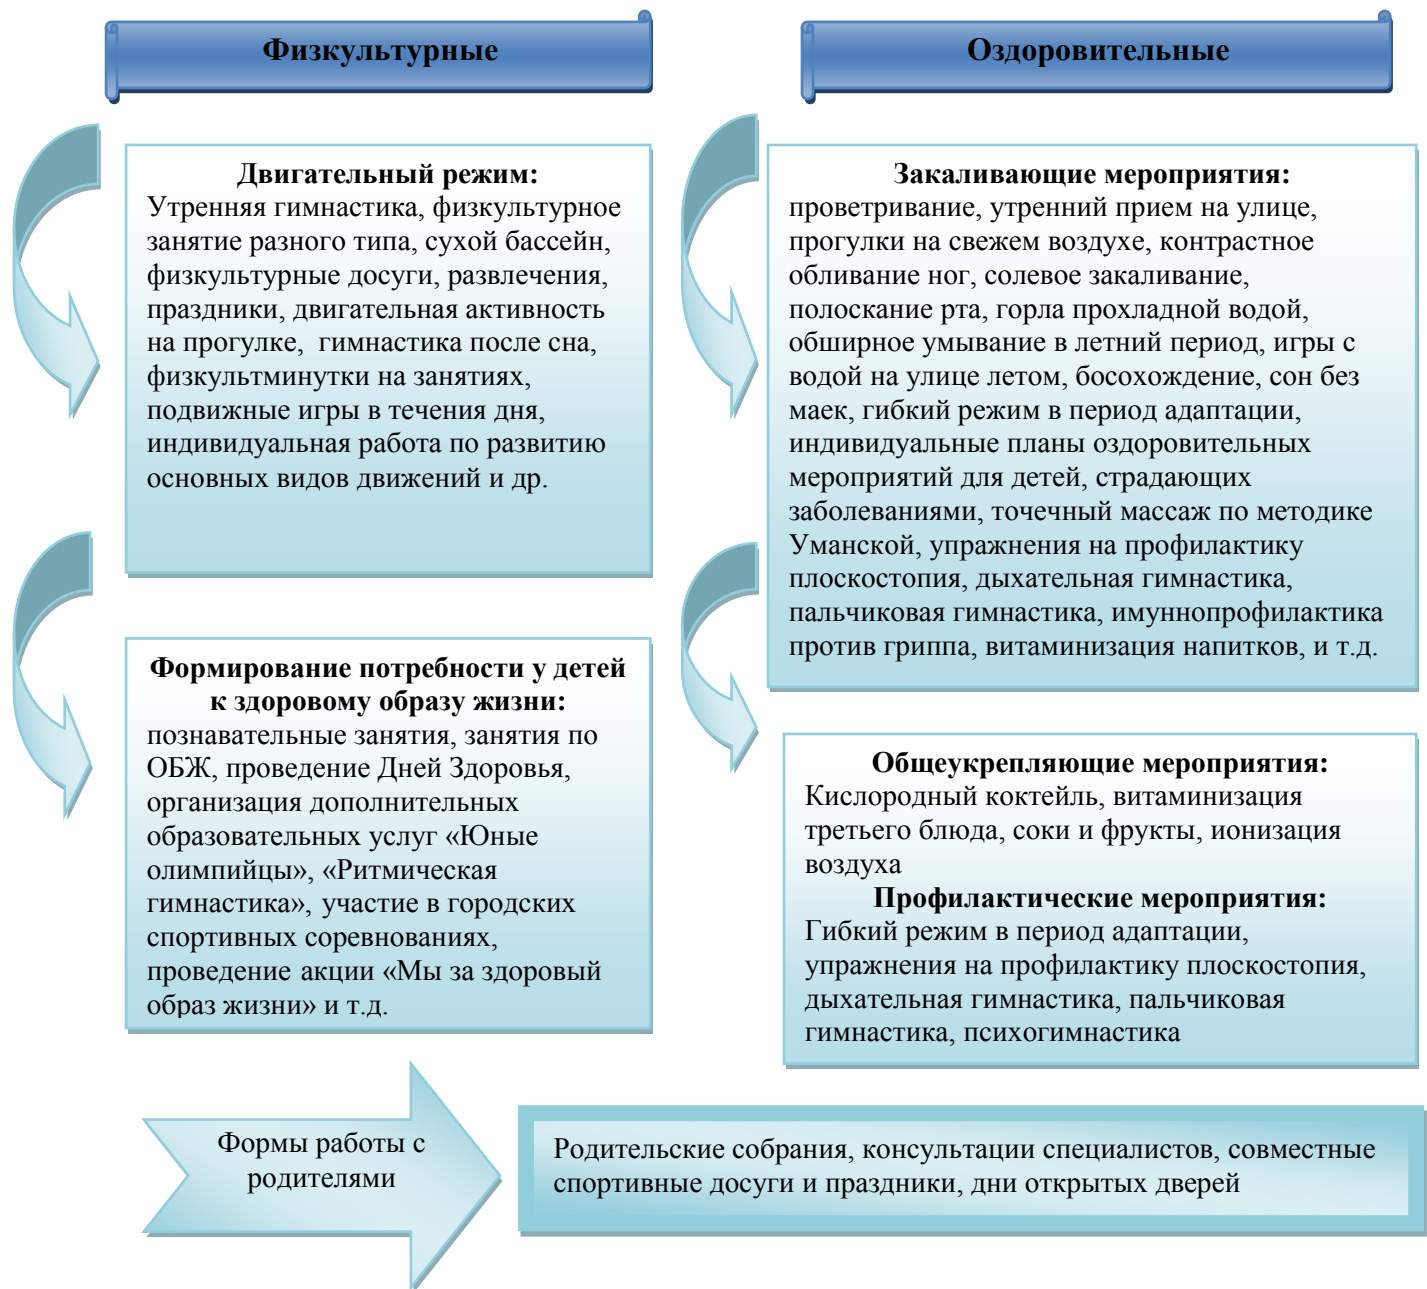 Физкультурные
Оздоровительные
Двигательный режим:
Утренняя гимнастика, физкультурное
занятие разного типа, сухой бассейн,
физкультурные досуги, развлечения,
праздники, двигательная активность
на прогулке, гимнастика после сна,
физкультминутки на занятиях,
подвижные игры в течения дня,
индивидуальная работа по развитию
основных видов движений и др.
Формирование потребности у детей
к здоровому образу жизни:
познавательные занятия, занятия по
ОБЖ, проведение Дней Здоровья,
организация дополнительных
образовательных услуг «Юные
олимпийцы», «Ритмическая
гимнастика», участие в городских
спортивных соревнованиях,
проведение акции «Мы за здоровый
образ жизни» и т.д.
Закаливающие мероприятия:
проветривание, утренний прием на улице,
прогулки на свежем воздухе, контрастное
обливание ног, солевое закаливание,
полоскание рта, горла прохладной водой,
обширное умывание в летний период, игры с
водой на улице летом, босохождение, сон без
маек, гибкий режим в период адаптации,
индивидуальные планы оздоровительных
мероприятий для детей, страдающих
заболеваниями, точечный массаж по методике
Уманской, упражнения на профилактику
плоскостопия, дыхательная гимнастика,
пальчиковая гимнастика, имуннопрофилактика
против гриппа, витаминизация напитков, и т.д.
Общеукрепляющие мероприятия:
Кислородный коктейль, витаминизация
третьего блюда, соки и фрукты, ионизация
воздуха
Профилактические мероприятия:
Гибкий режим в период адаптации,
упражнения на профилактику плоскостопия,
дыхательная гимнастика, пальчиковая
гимнастика, психогимнастика
Формы работы с
родителями
Родительские собрания, консультации специалистов, совместные
спортивные досуги и праздники, дни открытых дверей